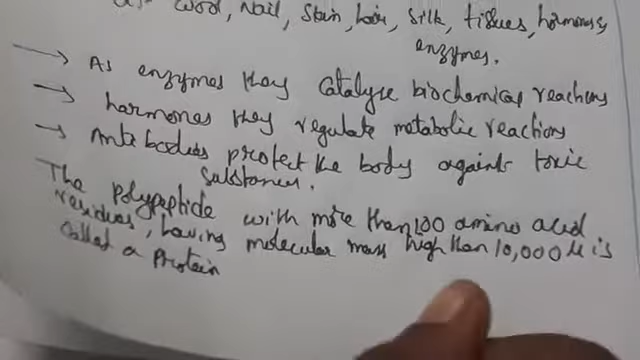 wool, nail, skin, hair, silk, tissues, hormones
enzymes.
→ As enzymes they catalyse biochemical reactions
→ hormones they regulate metabolic reactions
→ Antibodies protect the body againts toxic
substances.
The polypeptide with more than 100 amino acid
residues, having molecular mass high than 10,000 u is
called a Protein